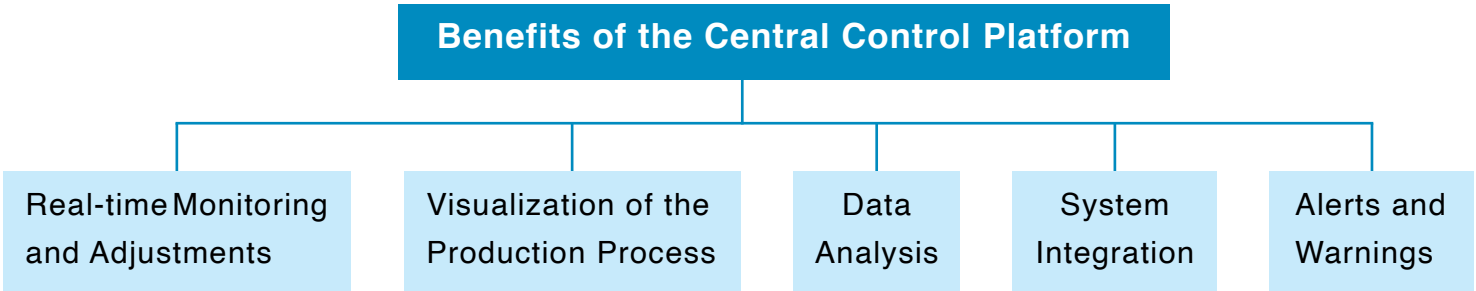 Benefits of the Central Control Platform
Real-time Monitoring
and Adjustments
Visualization of the
Production Process
Data
Analysis
System
Integration
Alerts and
Warnings